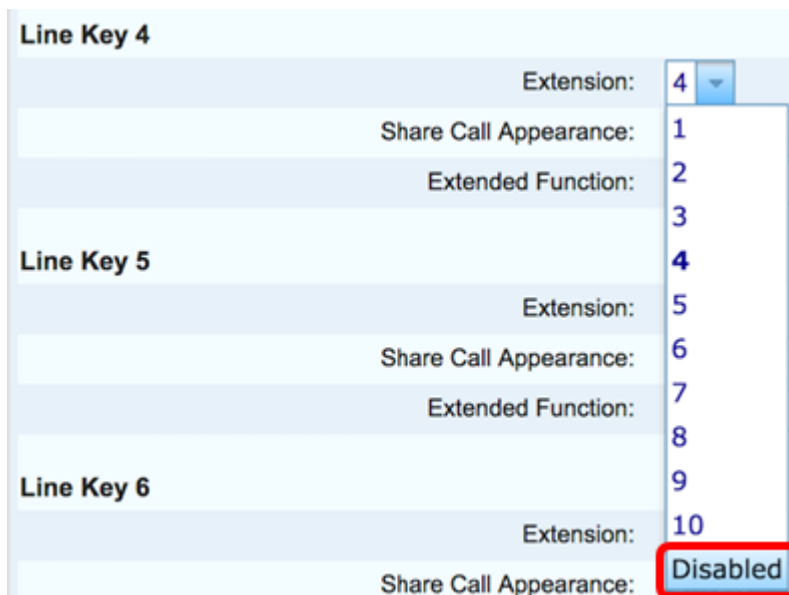 Line Key 4
Extension: 4
Share Call Appearance: 1
2
Extended Function:
3
Line Key 5 4
Extension: 5
Share Call Appearance: 6
7
Extended Function:
8
Line Key 6 9
Extension: 10
Share Call Appearance: Disabled